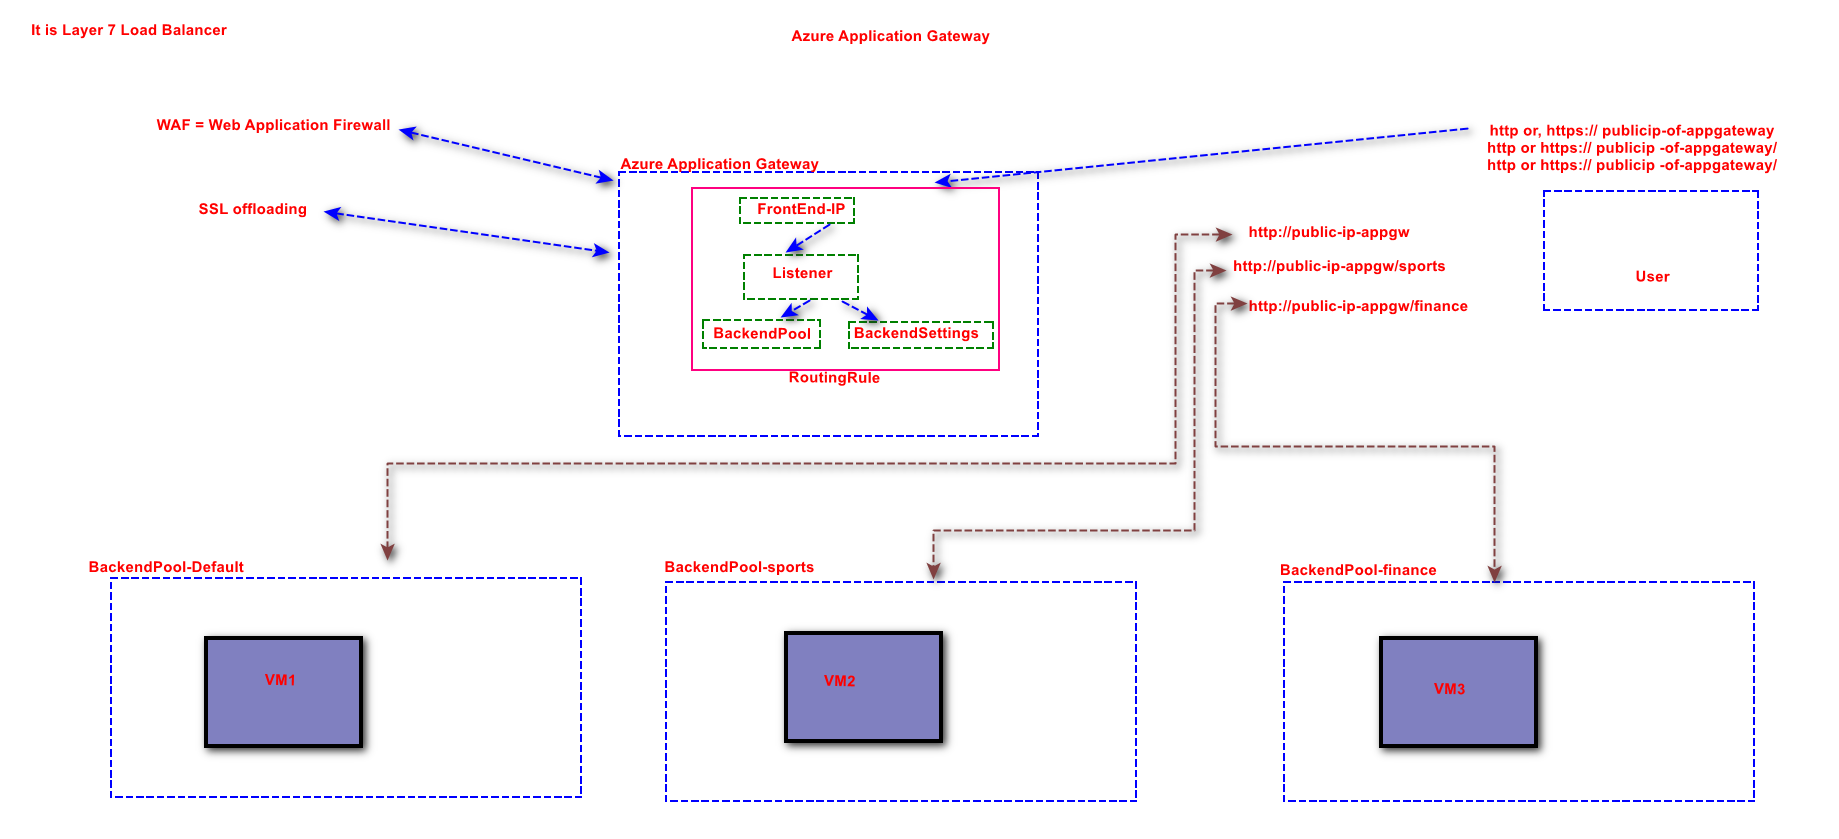 It is Layer 7 Load Balancer
Azure Application Gateway
WAF = Web Application Firewall
http or, https:// publicip-of-appgateway
http or https:// publicip -of-appgateway/
http or https:// publicip -of-appgateway/
Azure Application Gateway
SSL offloading
FrontEnd-IP
Listener
BackendPool
BackendSettings
RoutingRule
http://public-ip-appgw
http://public-ip-appgw/sports
http://public-ip-appgw/finance
User
BackendPool-Default
BackendPool-sports
BackendPool-finance
VM1
VM2
VM3